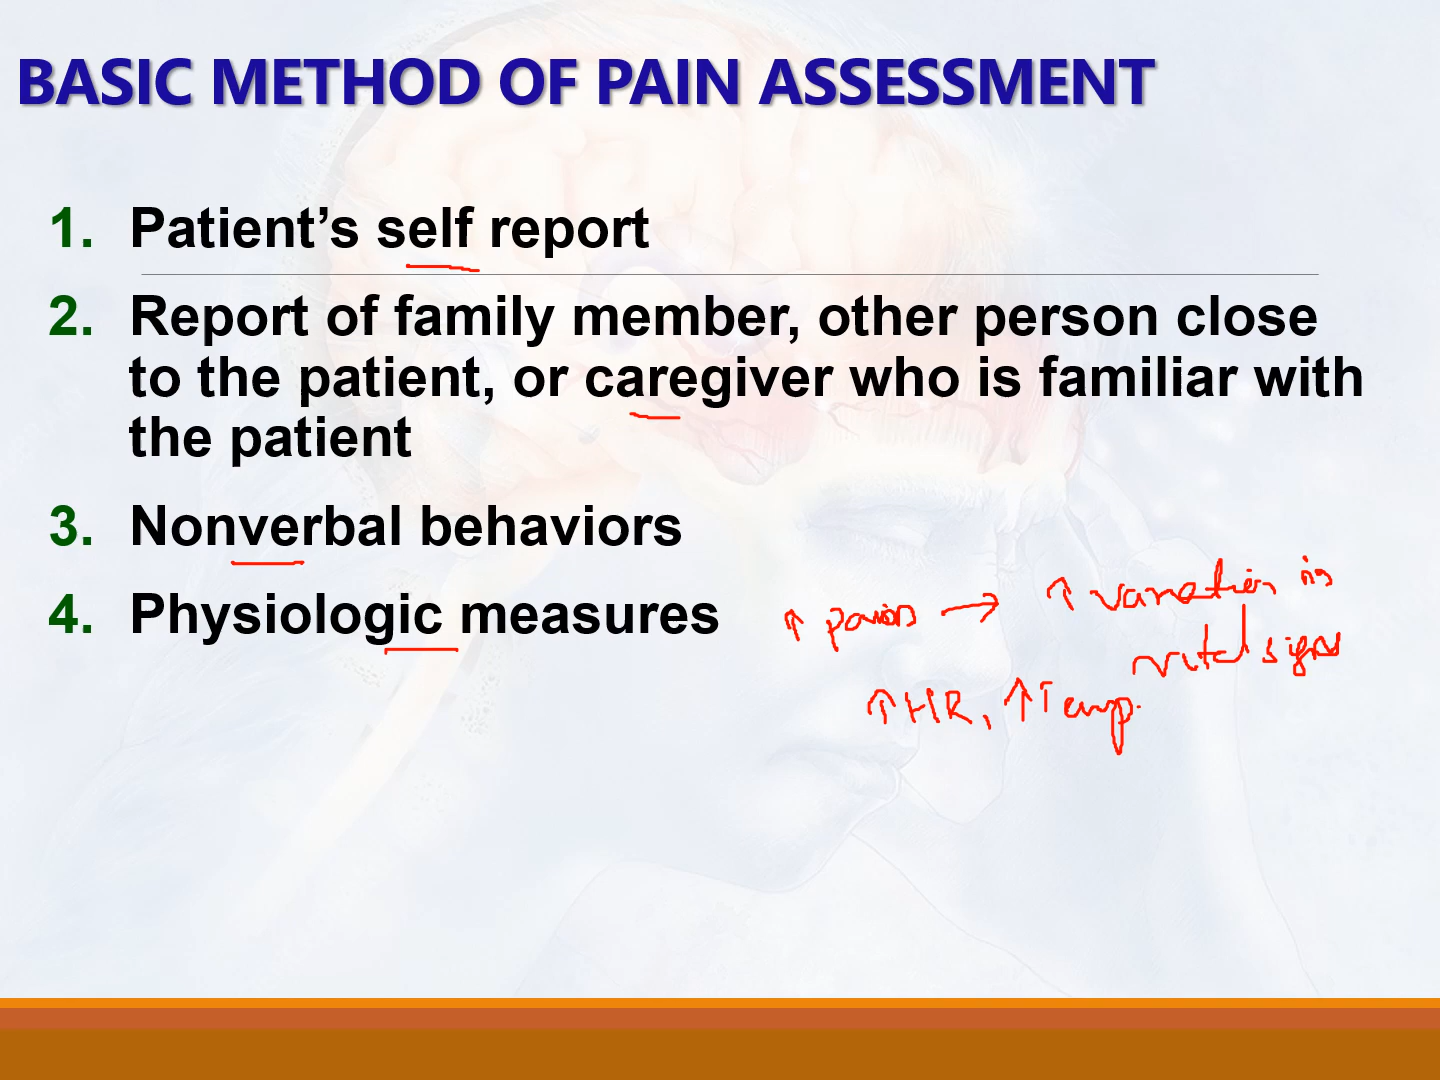 BASIC METHOD OF PAIN ASSESSMENT
1. Patient’s self report
2. Report of family member, other person close
to the patient, or caregiver who is familiar with
the patient
3. Nonverbal behaviors
4. Physiologic measures
↑ pain → ↑ variation in
vital signs
↑HR, ↑Temp.